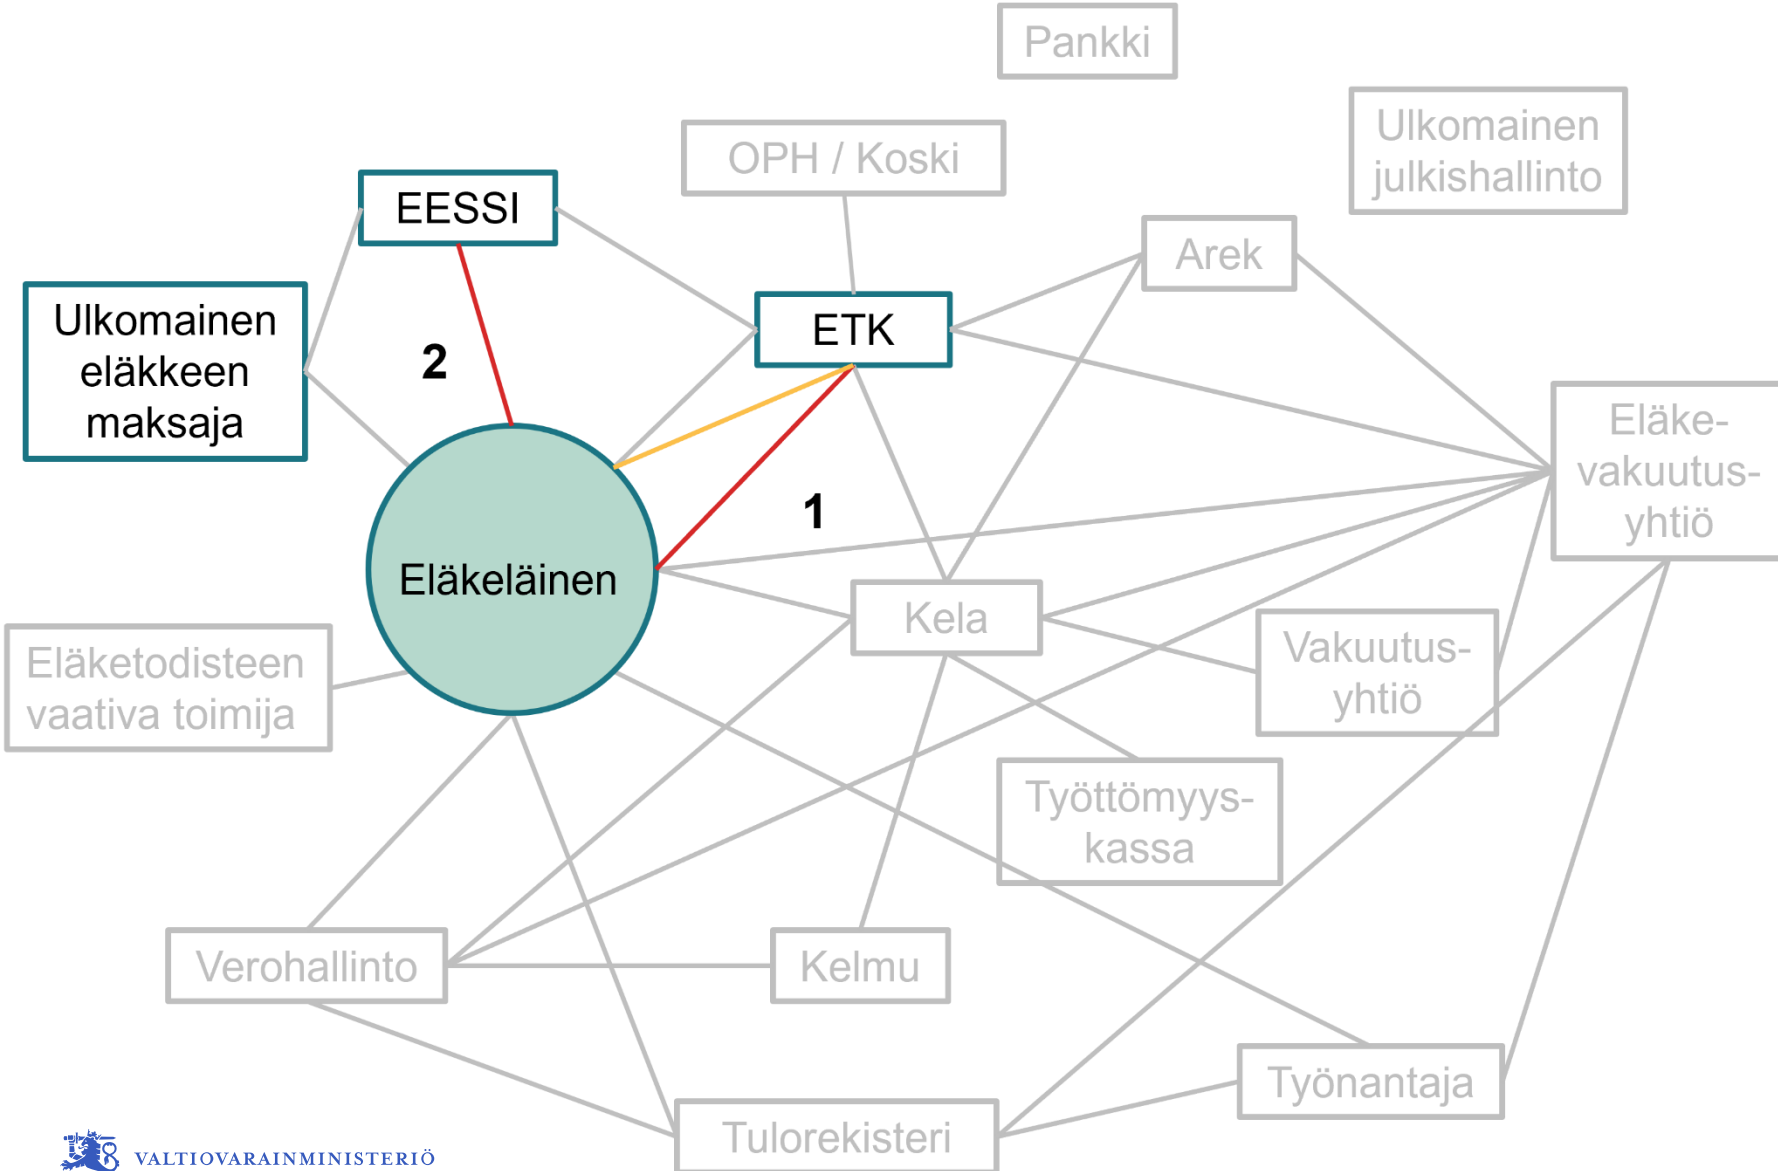 Pankki
Ulkomainen
julkishallinto
OPH / Koski
EESSI
Arek
Ulkomainen
eläkkeen
maksaja
ETK
2
Eläke-
vakuutus-
yhtiö
1
Eläkeläinen
Kela
Vakuutus-
yhtiö
Eläketodisteen
vaativa toimija
Työttömyys-
kassa
Verohallinto
Kelmu
Työnantaja
Tulorekisteri
VALTIOVARAINMINISTERIÖ